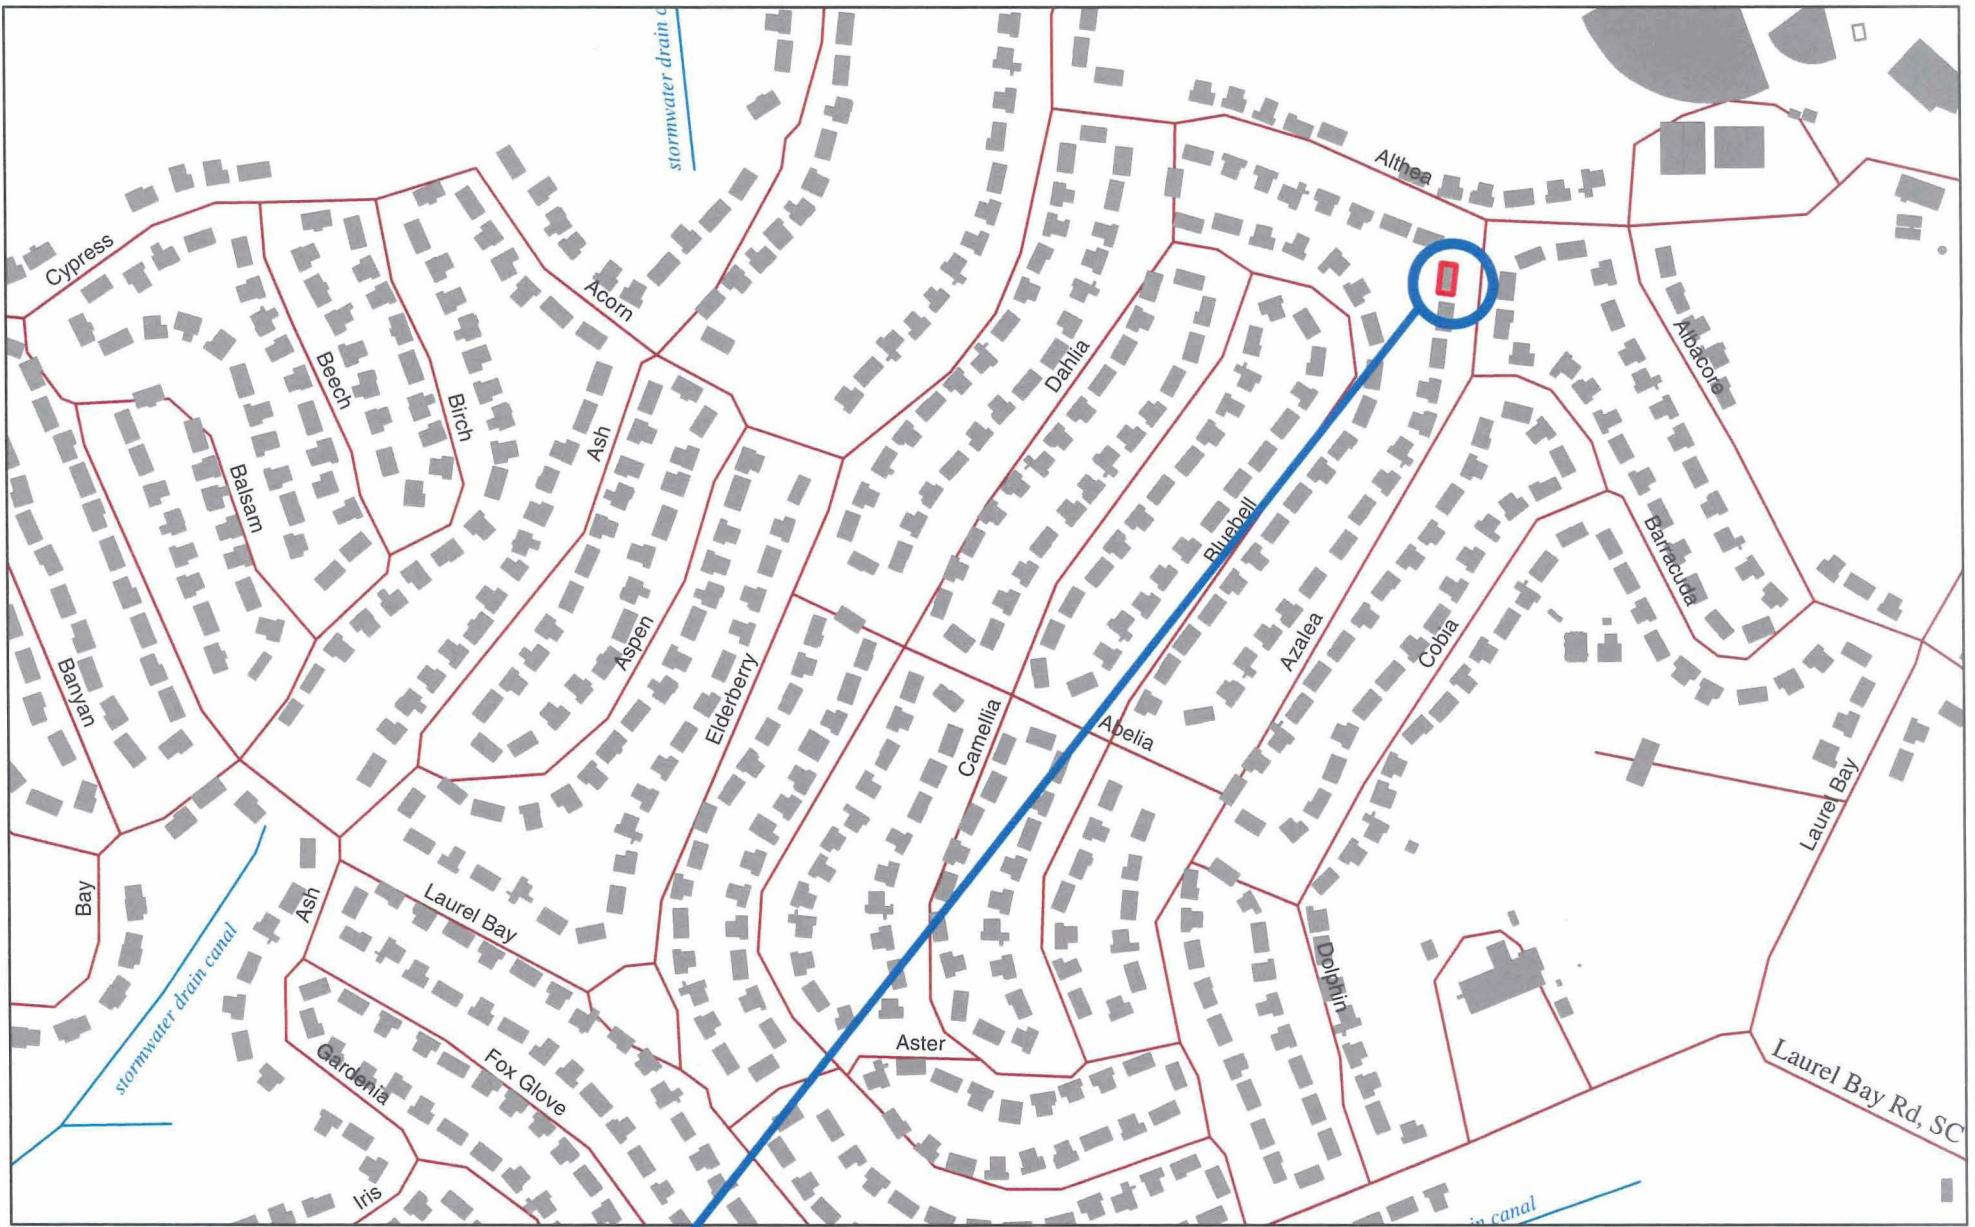 stormwater drain c
Althea
Cypress
Acorn
Albacore
Dahlia
Beech
Birch
Ash
Balsam
Bluebell
Barracuda
Aspen
Azalea
Cobia
Banyan
Elderberry
Camellia
Abelia
Laurel Bay
Bay
Ash
Laurel Bay
stormwater drain canal
Dolphin
Aster
Gardenia
Fox Glove
Laurel Bay Rd, SC
Iris
in canal